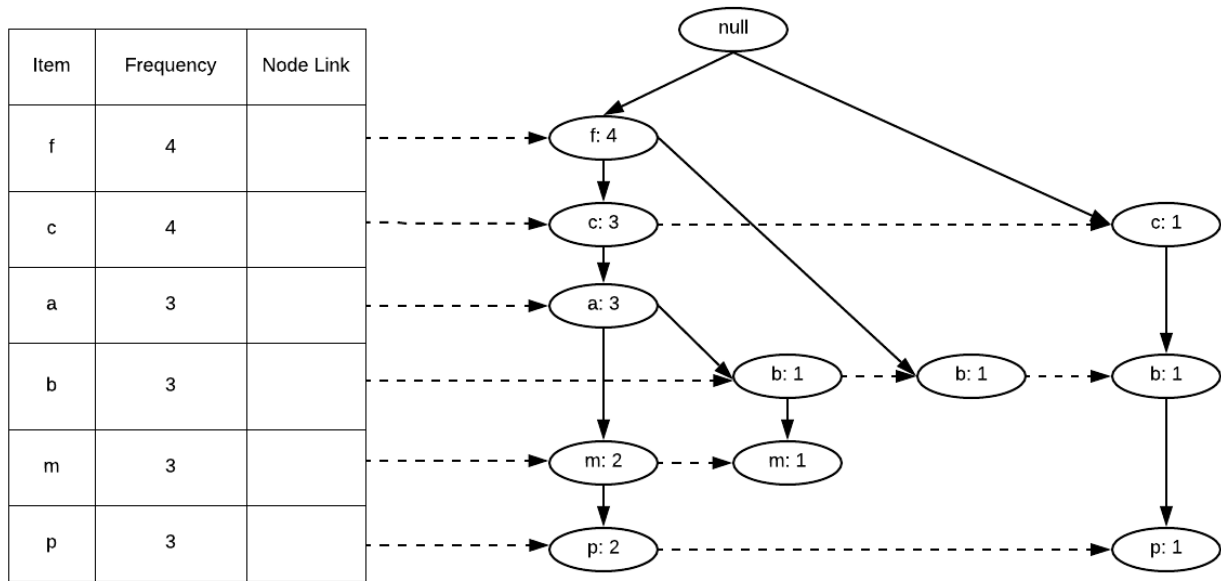 Item Frequency Node Link
f 4
c 4
a 3
b 3
m 3
p 3
null
f: 4
c: 3 c: 1
a: 3
b: 1 b: 1 b: 1
m: 2 m: 1
p: 2 p: 1